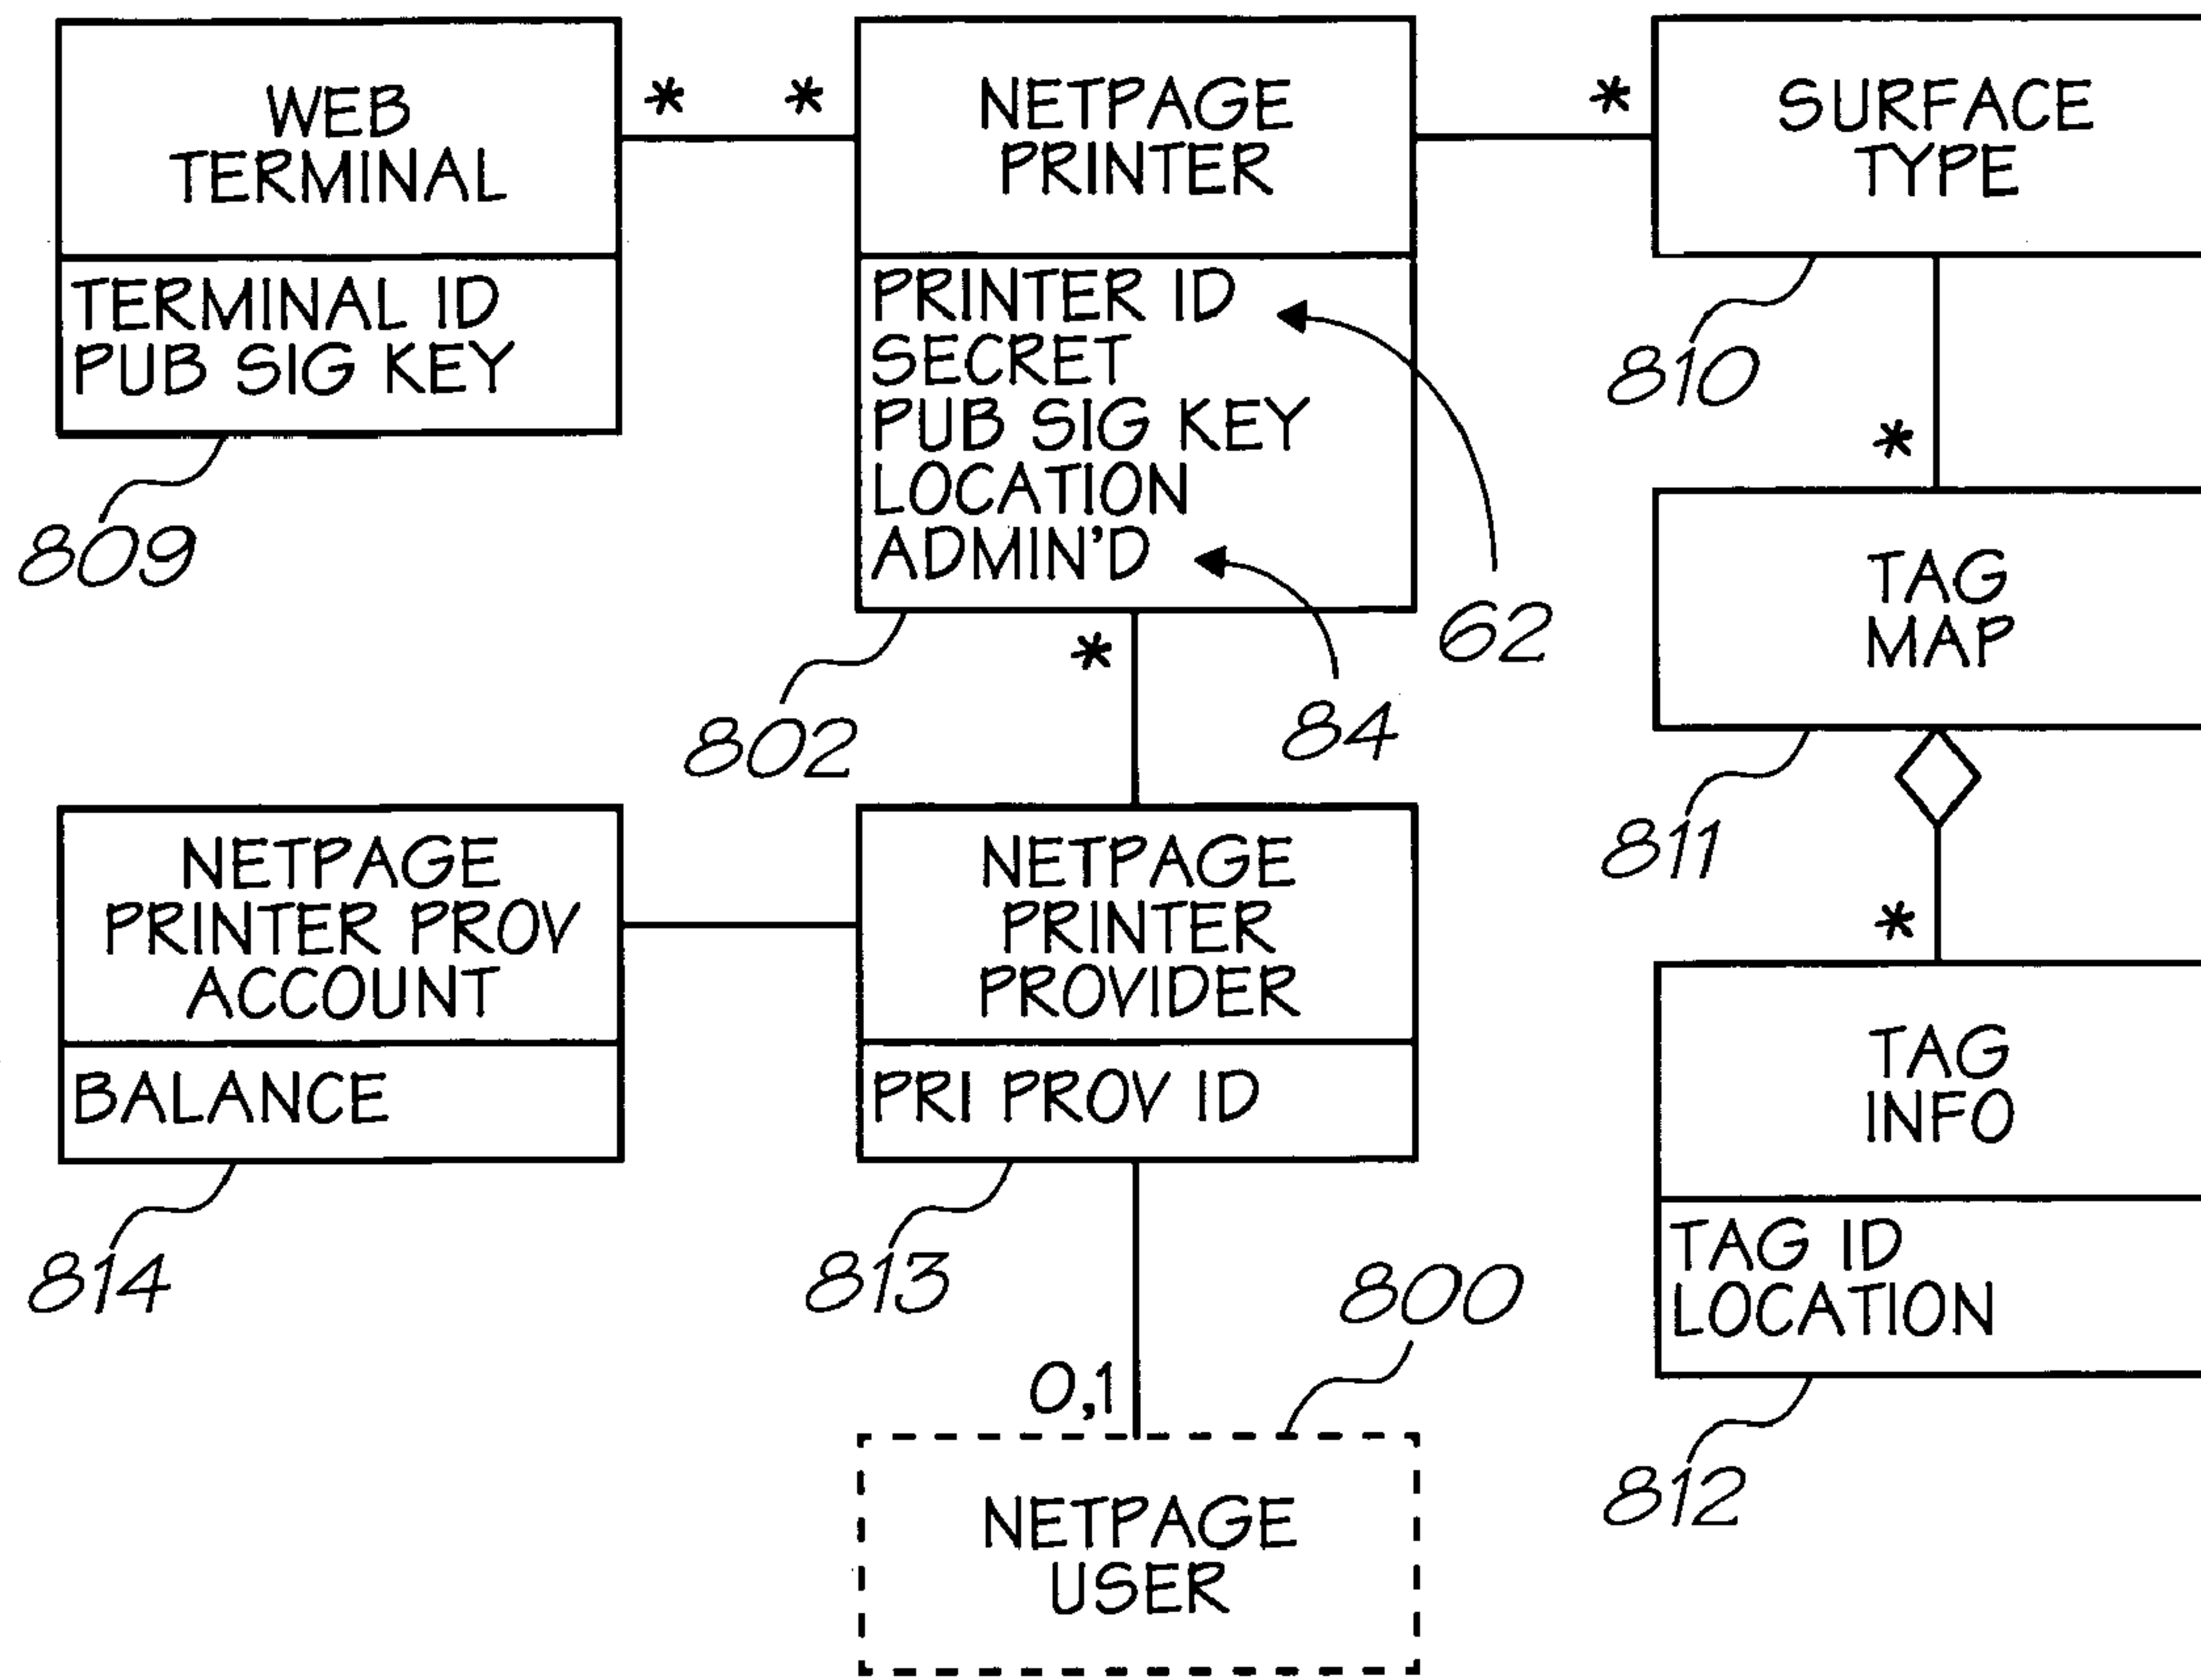 WEB
TERMINAL
TERMINAL ID
PUB SIG KEY
809
*
*
NETPAGE
PRINTER
PRINTER ID
SECRET
PUB SIG KEY
LOCATION
ADMIN'D
62
84
802
*
*
SURFACE
TYPE
810
*
TAG
MAP
811
*
TAG
INFO
TAG ID
LOCATION
812
NETPAGE
PRINTER PROV
ACCOUNT
BALANCE
814
NETPAGE
PRINTER
PROVIDER
PRI PROV ID
813
0,1
800
NETPAGE
USER